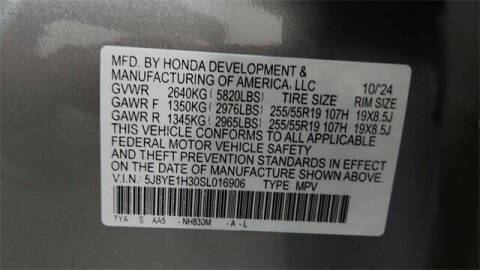 MFD. BY HONDA DEVELOPMENT &
MANUFACTURING OF AMERICA, LLC 10/'24
GVWR 2640KG (5820LBS) TIRE SIZE RIM SIZE
GAWR F 1350KG (2976LBS) 255/55R19 107H 19X8.5J
GAWR R 1345KG (2965LBS) 255/55R19 107H 19X8.5J
THIS VEHICLE CONFORMS TO ALL APPLICABLE
FEDERAL MOTOR VEHICLE SAFETY
AND THEFT PREVENTION STANDARDS IN EFFECT
ON THE DATE OF MANUFACTURE SHOWN ABOVE.
V.I.N.: 5J8YE1H30SL016906 TYPE: MPV
TYA S AA5 -NH830M -A-L